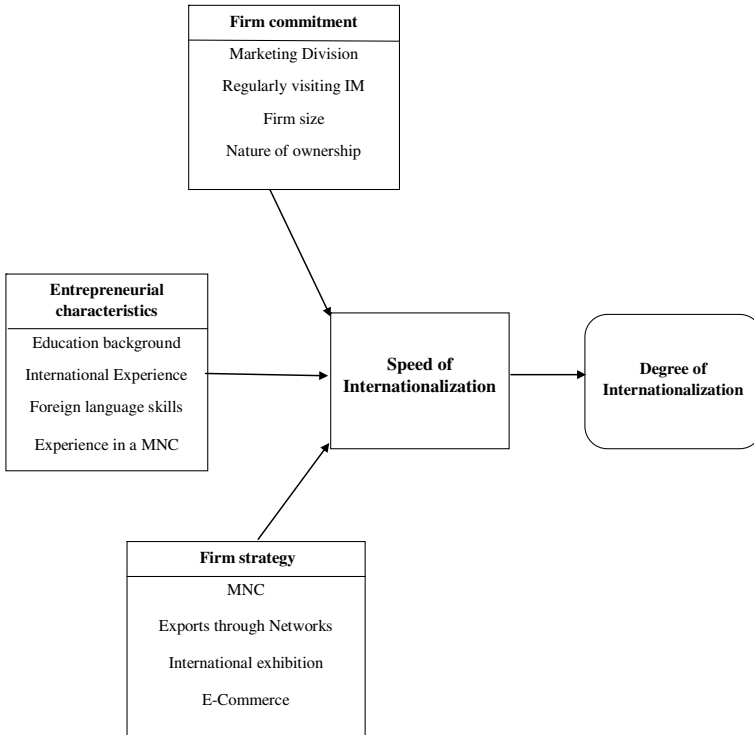 Firm commitment
Marketing Division
Regularly visiting IM
Firm size
Nature of ownership
Entrepreneurial
characteristics
Education background
International Experience
Foreign language skills
Experience in a MNC
Speed of
Internationalization
Degree of
Internationalization
Firm strategy
MNC
Exports through Networks
International exhibition
E-Commerce